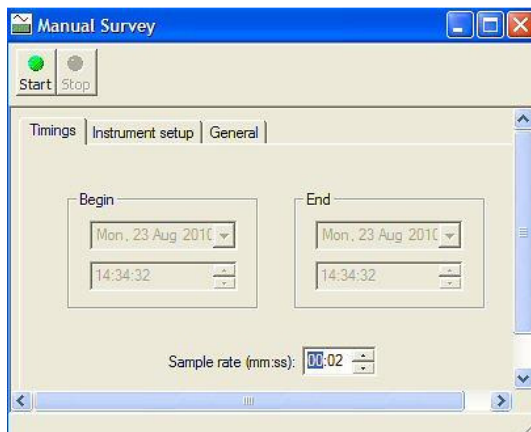 Manual Survey
Start Stop
Timings Instrument setup General
Begin
Mon, 23 Aug 2010
14:34:32
End
Mon, 23 Aug 2010
14:34:32
Sample rate (mm:ss): 00:02